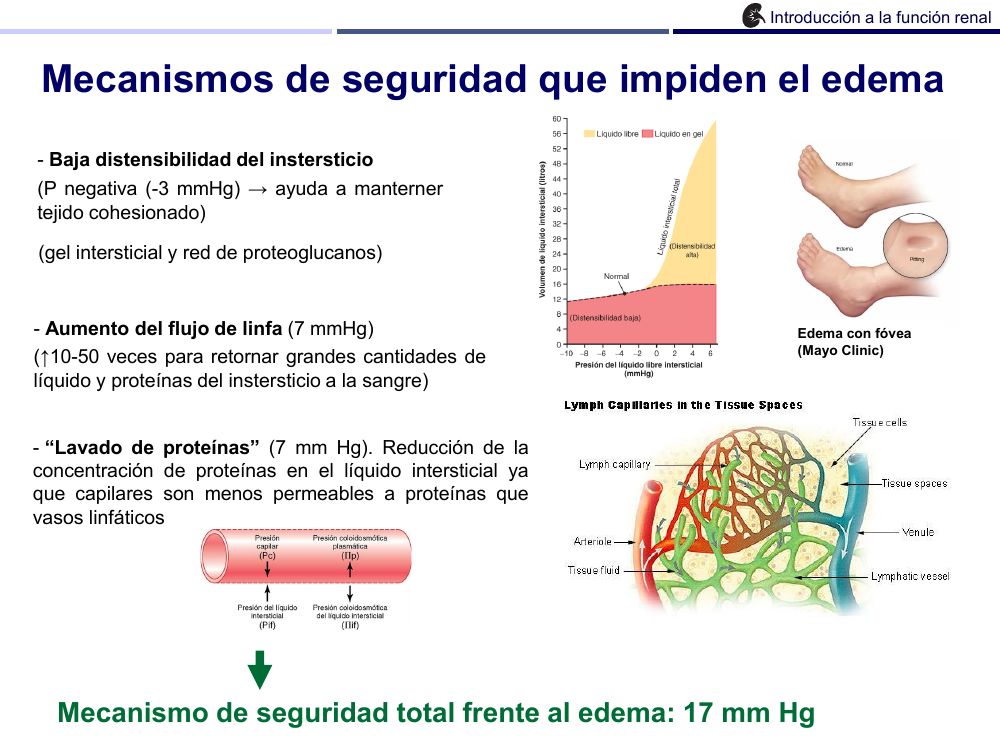 Introducción a la función renal
Mecanismos de seguridad que impiden el edema
- Baja distensibilidad del instersticio
(P negativa (-3 mmHg) → ayuda a manterner
tejido cohesionado)
(gel intersticial y red de proteoglucanos)
- Aumento del flujo de linfa (7 mmHg)
(↑10-50 veces para retornar grandes cantidades de
líquido y proteínas del instersticio a la sangre)
- “Lavado de proteínas” (7 mm Hg). Reducción de la
concentración de proteínas en el líquido intersticial ya
que capilares son menos permeables a proteínas que
vasos linfáticos
Presión
capilar
(Pc)
Presión coloidosmótica
plasmática
(Πp)
Presión del líquido
intersticial
(Pif)
Presión coloidosmótica
del líquido intersticial
(Πif)
Volumen de líquido intersticial (litros)
60
56
52
48
44
40
36
32
28
24
20
16
12
8
4
0
Líquido libre
Líquido en gel
Líquido intersticial total
(Distensibilidad
alta)
Normal
(Distensibilidad baja)
–10 –8 –6 –4 –2 0 2 4 6
Presión del líquido libre intersticial
(mmHg)
Normal
Edema
Pitting
Edema con fóvea
(Mayo Clinic)
Lymph Capillaries in the Tissue Spaces
Tissue cells
Lymph capillary
Tissue spaces
Venule
Arteriole
Tissue fluid
Lymphatic vessel
Mecanismo de seguridad total frente al edema: 17 mm Hg